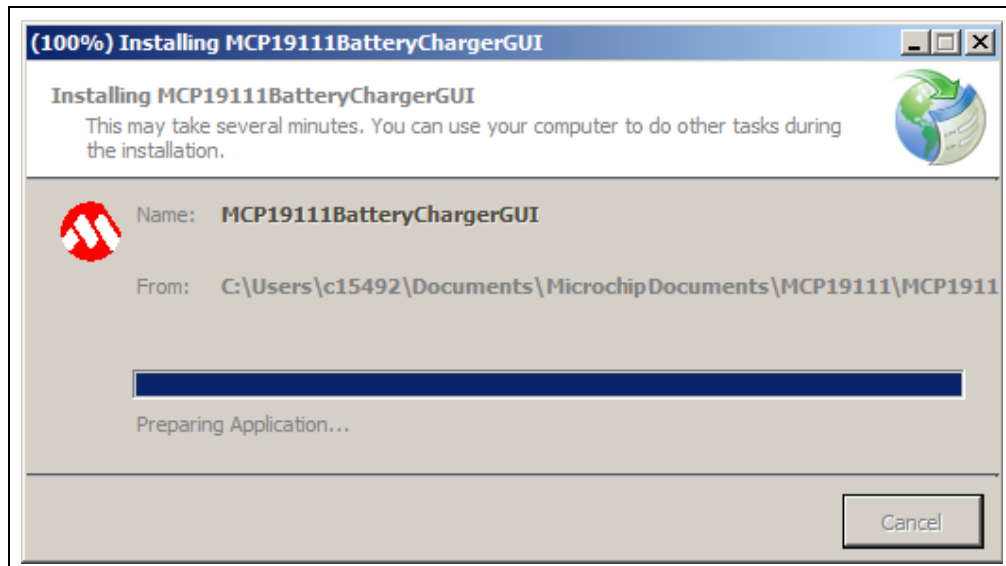 (100%) Installing MCP19111BatteryChargerGUI
Installing MCP19111BatteryChargerGUI
This may take several minutes. You can use your computer to do other tasks during
the installation.
Name: MCP19111BatteryChargerGUI
From: C:\Users\c15492\Documents\MicrochipDocuments\MCP19111\MCP1911
Preparing Application...
Cancel